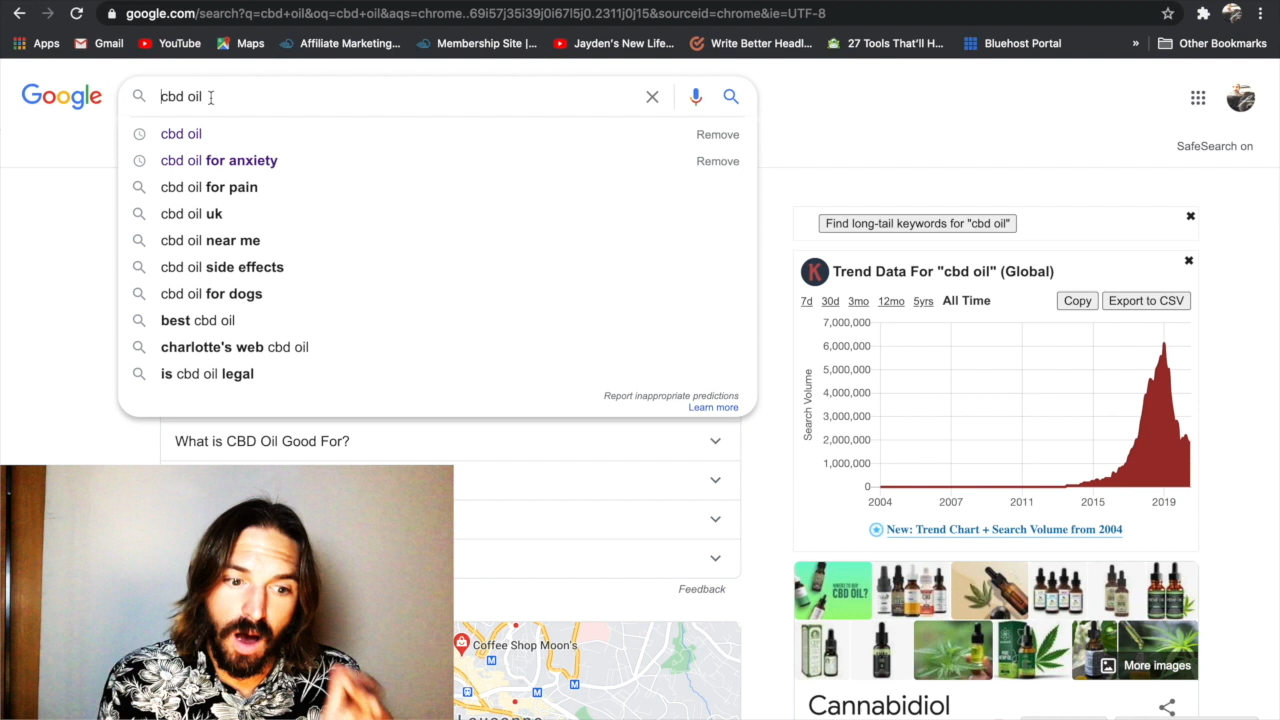 google.com/search?q=cbd+oil&oq=cbd+oil&aqs=chrome..69i57j35i39j0i67l5j0.2311j0j15&sourceid=chrome&ie=UTF-8
Apps Gmail YouTube Maps Affiliate Marketing... Membership Site |... Jayden's New Life... Write Better Headl... 27 Tools That'll H... Bluehost Portal » Other Bookmarks
Google
cbd oil
cbd oil Remove
cbd oil for anxiety Remove
cbd oil for pain
cbd oil uk
cbd oil near me
cbd oil side effects
cbd oil for dogs
best cbd oil
charlotte's web cbd oil
is cbd oil legal
Report inappropriate predictions
Learn more
What is CBD Oil Good For?
Feedback
Coffee Shop Moon's
M
M
M
SafeSearch on
Find long-tail keywords for "cbd oil"
K Trend Data For "cbd oil" (Global)
7d 30d 3mo 12mo 5yrs All Time Copy Export to CSV
Search Volume
7,000,000
6,000,000
5,000,000
4,000,000
3,000,000
2,000,000
1,000,000
0
2004 2007 2011 2015 2019
New: Trend Chart + Search Volume from 2004
WHERE TO BUY
CBD OIL?
More images
Cannabidiol